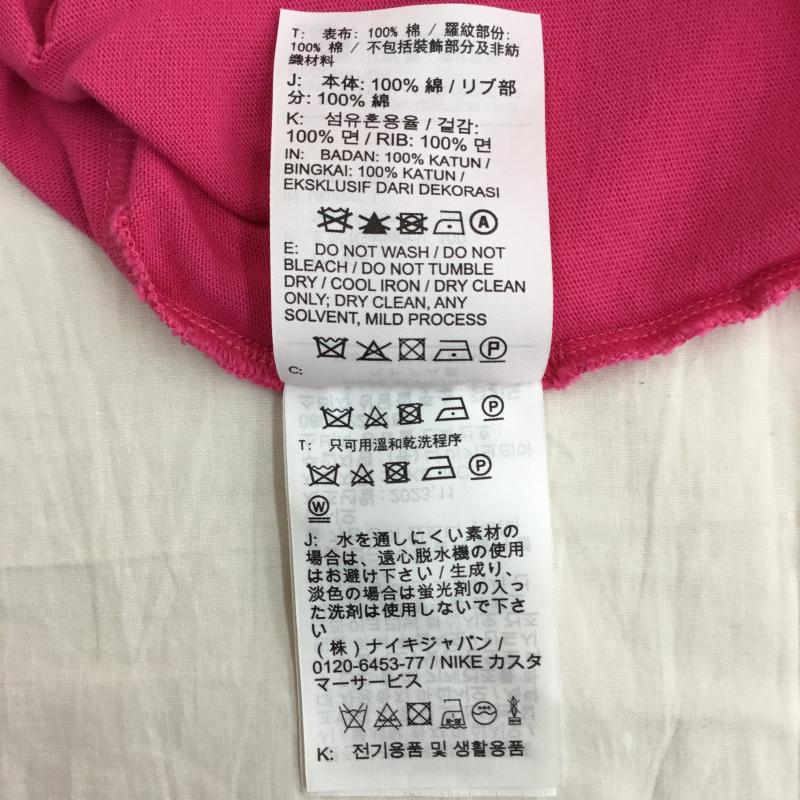 T: 表布: 100% 棉 / 羅紋部份:
100% 棉 / 不包括裝飾部分及非紡
織材料
J: 本体: 100% 綿 / リブ部
分: 100% 綿
K: 섬유혼용율 / 겉감:
100% 면 / RIB: 100% 면
IN: BADAN: 100% KATUN /
BINGKAI: 100% KATUN /
EKSKLUSIF DARI DEKORASI
A
E: DO NOT WASH / DO NOT
BLEACH / DO NOT TUMBLE
DRY / COOL IRON / DRY CLEAN
ONLY; DRY CLEAN, ANY
SOLVENT, MILD PROCESS
P
C:
P
T: 只可用溫和乾洗程序
P
W
J: 水を通しにくい素材の
場合は、遠心脱水機の使用
はお避け下さい / 生成り、
淡色の場合は蛍光剤の入っ
た洗剤は使用しないで下さ
い
(株) ナイキジャパン /
0120-6453-77 / NIKE カスタ
マーサービス
K: 전기용품 및 생활용품